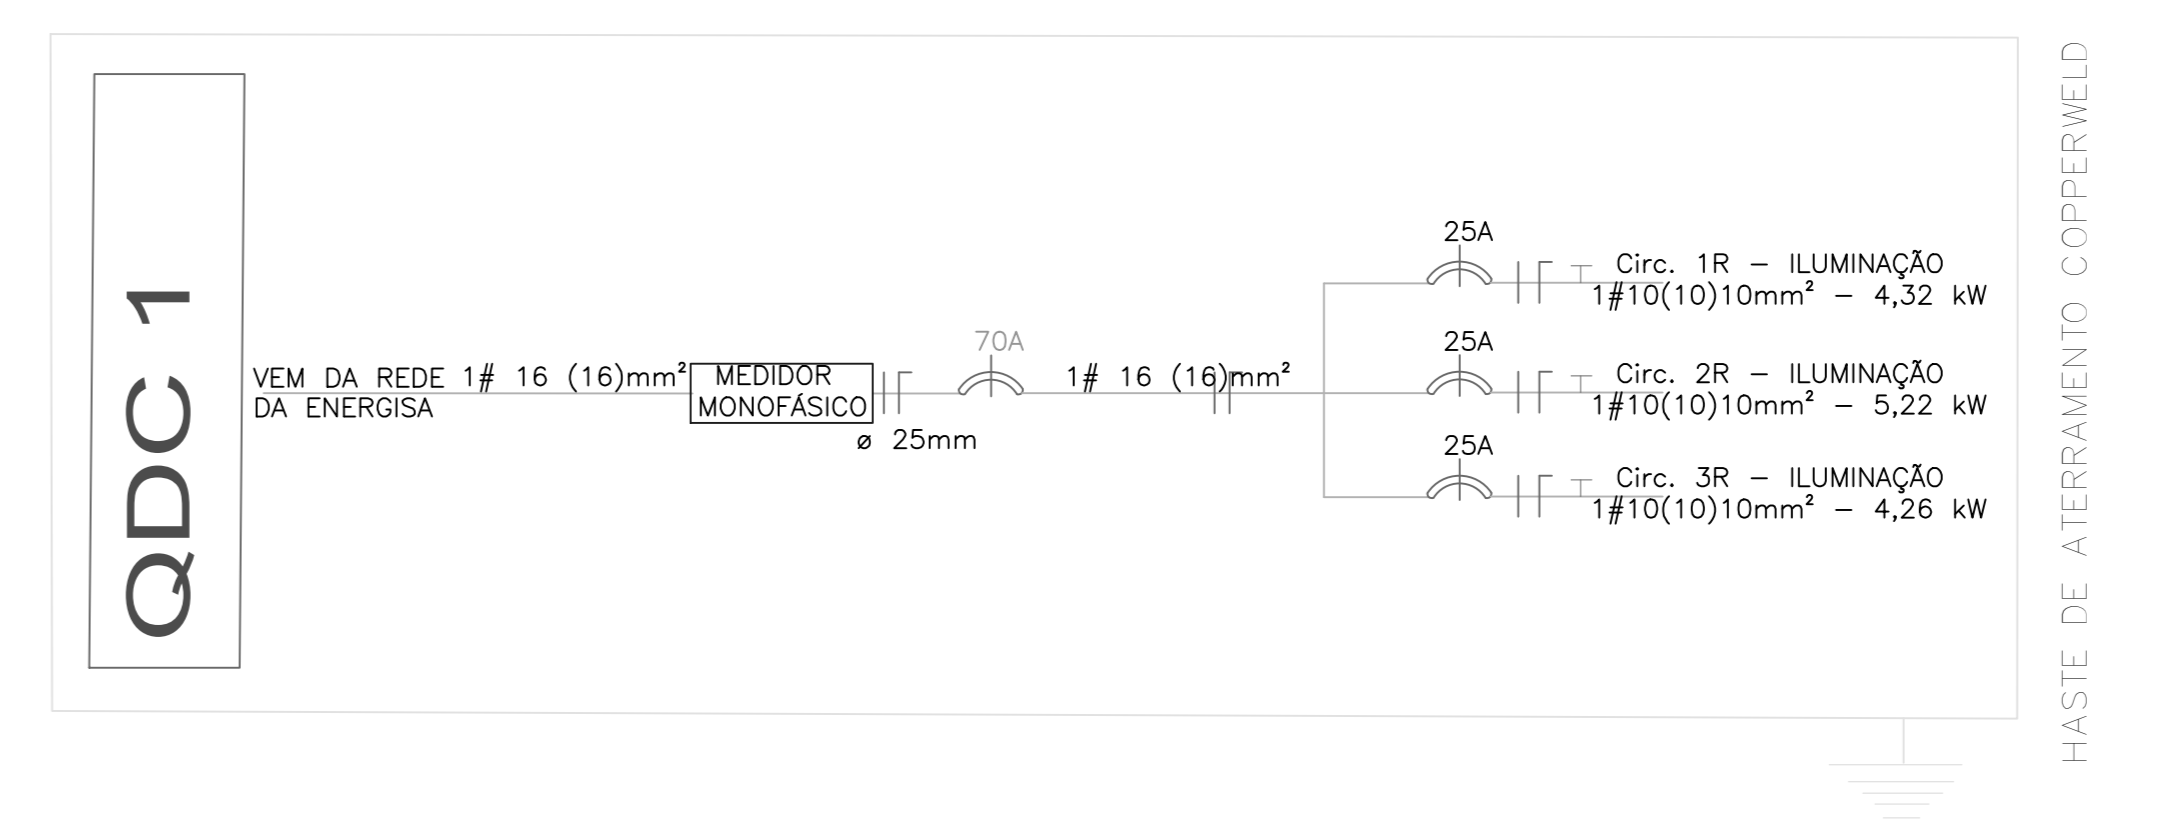 QDC 1
VEM DA REDE 1# 16 (16)mm²
DA ENERGISA
MEDIDOR
MONOFÁSICO
ø 25mm
70A
1# 16 (16)mm²
25A
Circ. 1R - ILUMINAÇÃO
1#10(10)10mm² - 4,32 kW
25A
Circ. 2R - ILUMINAÇÃO
1#10(10)10mm² - 5,22 kW
25A
Circ. 3R - ILUMINAÇÃO
1#10(10)10mm² - 4,26 kW
HASTE DE ATERRAMENTO COPPERWELD